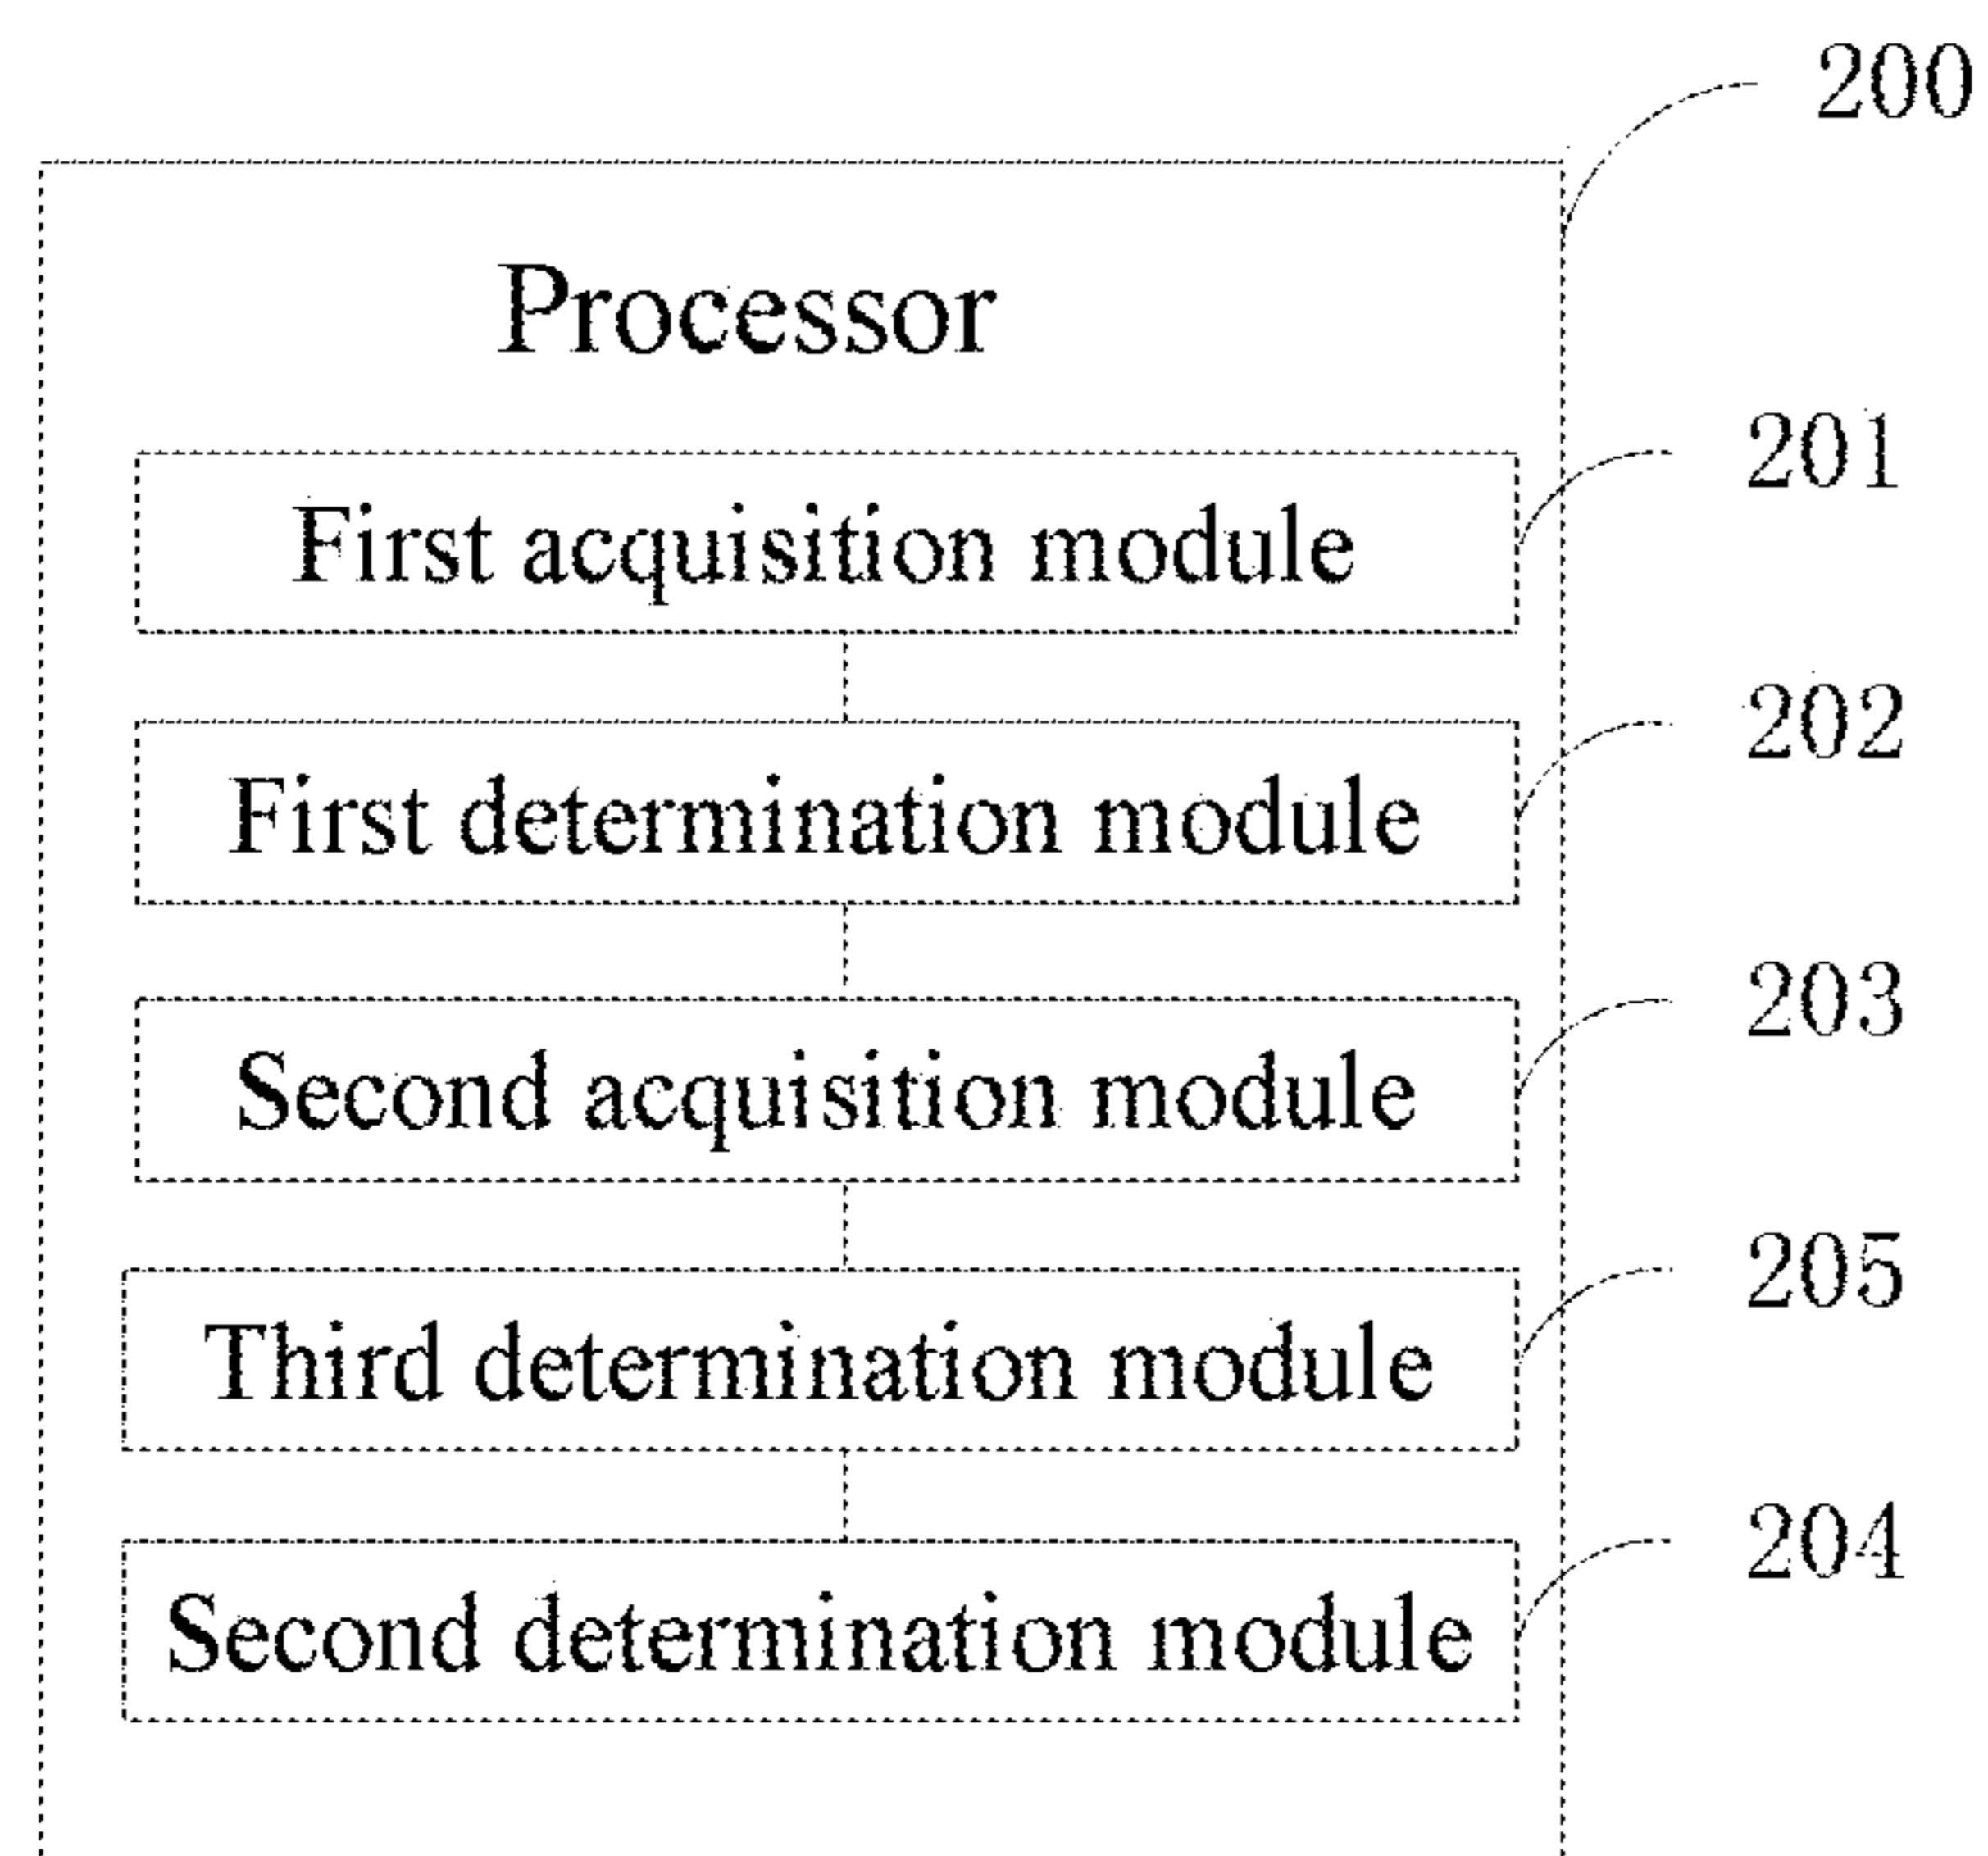 200
Processor
201
First acquisition module
202
First determination module
203
Second acquisition module
205
Third determination module
204
Second determination module